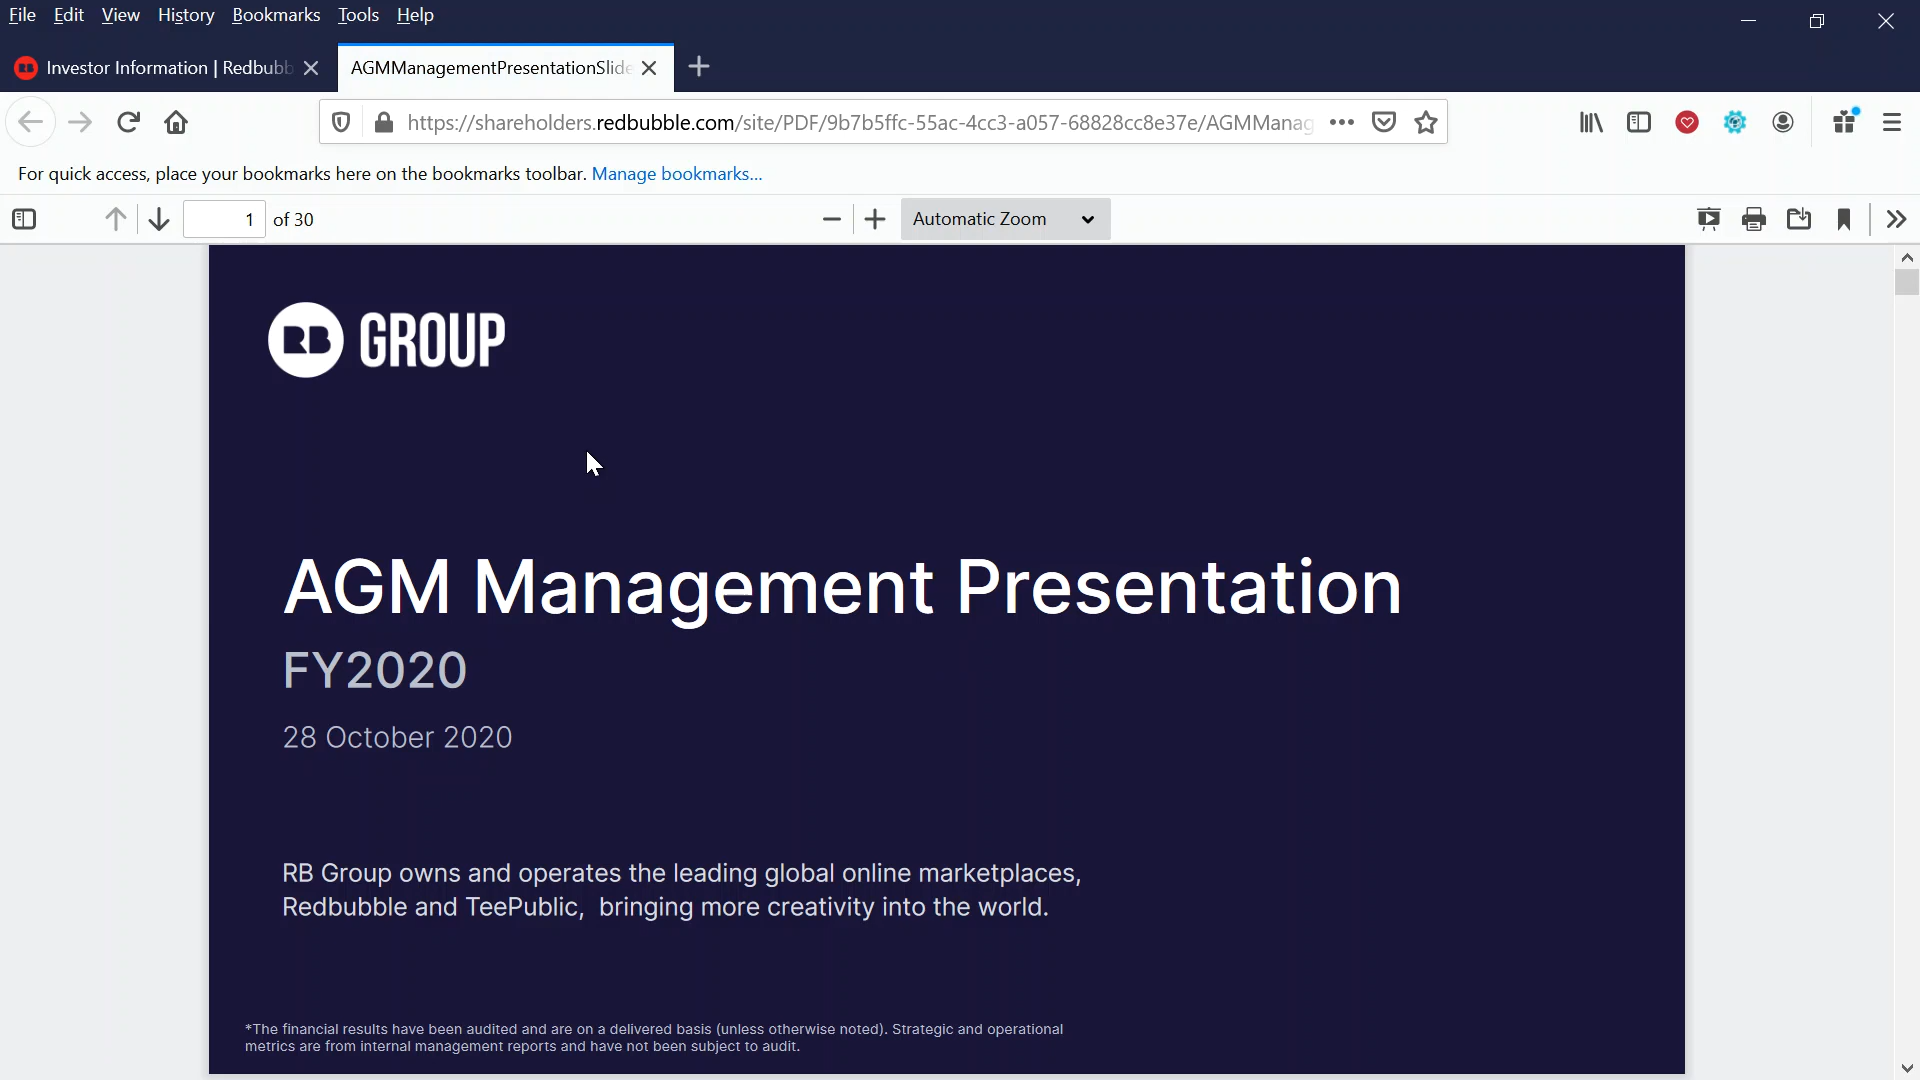 File Edit View History Bookmarks Tools Help
Investor Information | Redbubb
AGMManagementPresentationSlide
https://shareholders.redbubble.com/site/PDF/9b7b5ffc-55ac-4cc3-a057-68828cc8e37e/AGMManag
For quick access, place your bookmarks here on the bookmarks toolbar. Manage bookmarks...
1 of 30
Automatic Zoom
RB GROUP
AGM Management Presentation
FY2020
28 October 2020
RB Group owns and operates the leading global online marketplaces,
Redbubble and TeePublic, bringing more creativity into the world.
*The financial results have been audited and are on a delivered basis (unless otherwise noted). Strategic and operational
metrics are from internal management reports and have not been subject to audit.